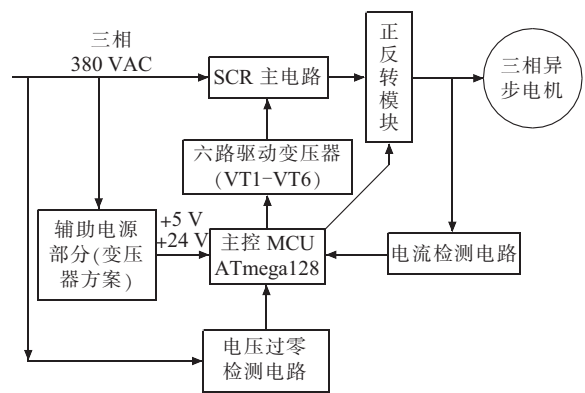 三相
380 VAC
SCR 主电路
正
反
转
模
块
三相异
步电机
六路驱动变压器
(VT1-VT6)
辅助电源
部分(变压
器方案)
+5 V
+24 V
主控 MCU
ATmega128
电流检测电路
电压过零
检测电路